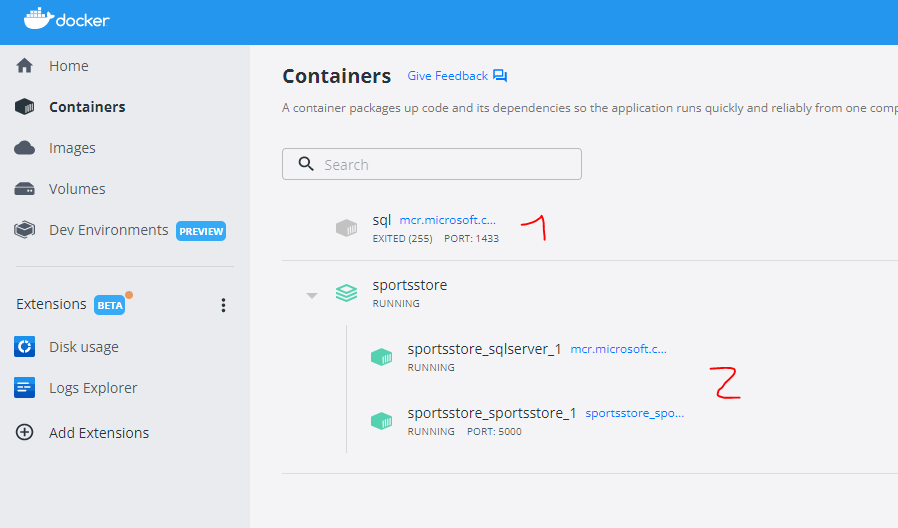 docker
Home
Containers
Images
Volumes
Dev Environments PREVIEW
Extensions BETA
Disk usage
Logs Explorer
Add Extensions
Containers Give Feedback
A container packages up code and its dependencies so the application runs quickly and reliably from one comp
Search
sql mcr.microsoft.c...
EXITED (255) PORT: 1433
1
sportsstore
RUNNING
sportsstore_sqlserver_1 mcr.microsoft.c...
RUNNING
2
sportsstore_sportsstore_1 sportsstore_spo...
RUNNING PORT: 5000